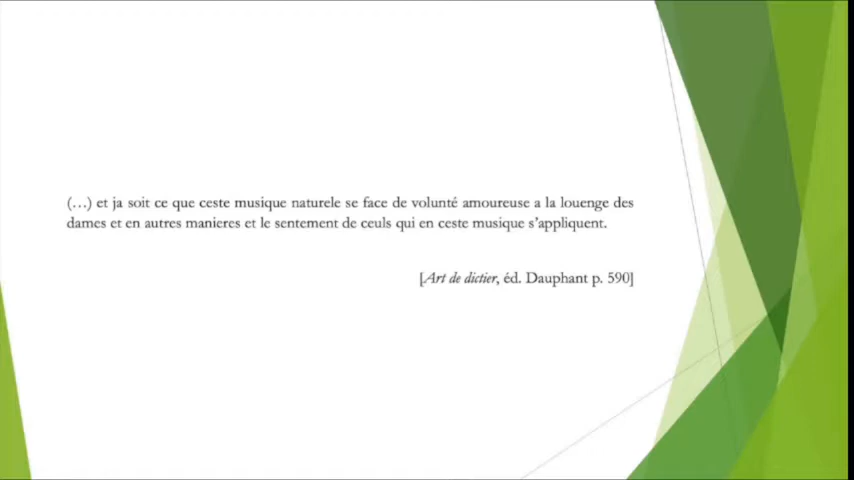 (…) et ja soit ce que ceste musique naturele se face de volunté amoureuse a la louenge des
dames et en autres manieres et le sentement de ceuls qui en ceste musique s’appliquent.
[Art de dictier, éd. Dauphant p. 590]